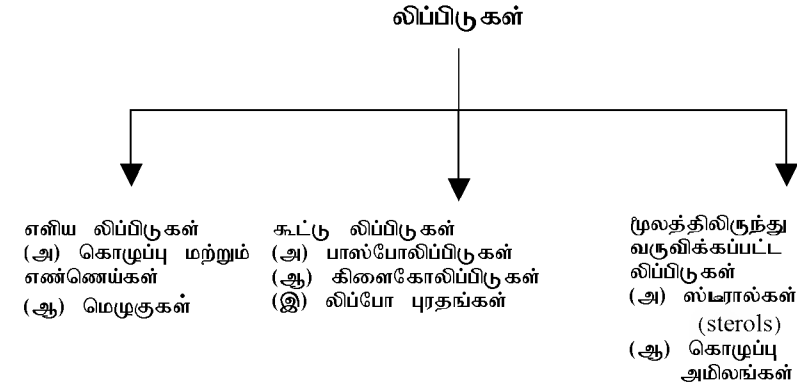 லிப்பிடுகள்
எளிய லிப்பிடுகள்
(அ) கொழுப்பு மற்றும்
எண்ணெய்கள்
(ஆ) மெழுகுகள்
கூட்டு லிப்பிடுகள்
(அ) பாஸ்போலிப்பிடுகள்
(ஆ) கிளைகோலிப்பிடுகள்
(இ) லிப்போ புரதங்கள்
மூலத்திலிருந்து
வருவிக்கப்பட்ட
லிப்பிடுகள்
(அ) ஸ்டீரால்கள்
(sterols)
(ஆ) கொழுப்பு
அமிலங்கள்